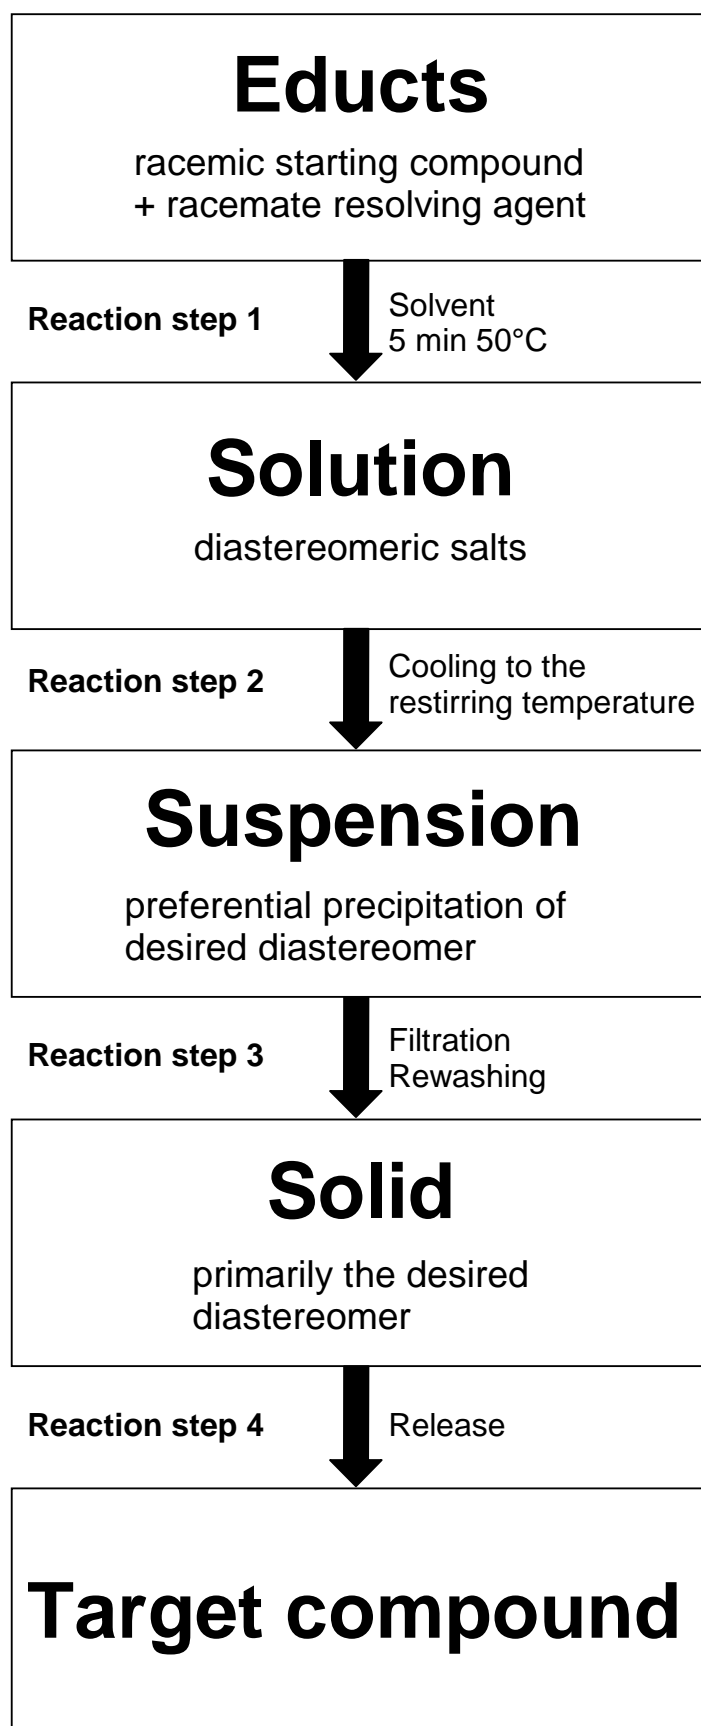 Educts
racemic starting compound
+ racemate resolving agent
Reaction step 1
Solvent
5 min 50°C
Solution
diastereomeric salts
Reaction step 2
Cooling to the
restirring temperature
Suspension
preferential precipitation of
desired diastereomer
Reaction step 3
Filtration
Rewashing
Solid
primarily the desired
diastereomer
Reaction step 4
Release
Target compound